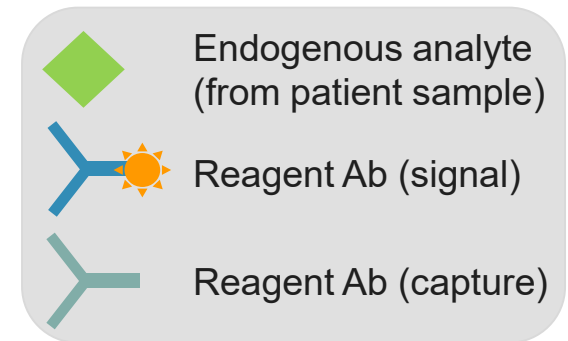 Endogenous analyte
(from patient sample)
Reagent Ab (signal)
Reagent Ab (capture)